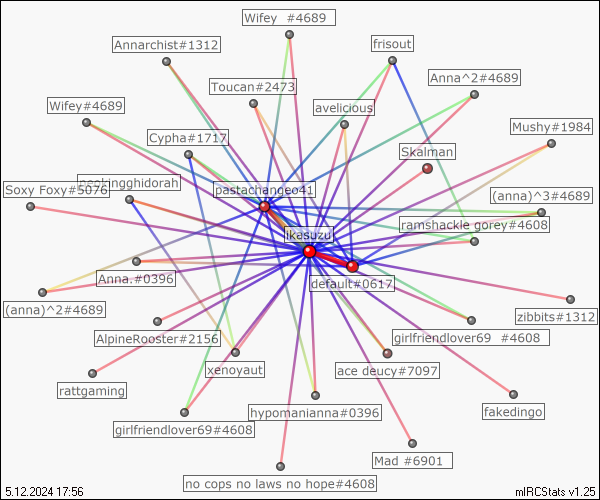 Wifey #4689
Annarchist#1312
frisout
Anna^2#4689
Toucan#2473
Wifey#4689
avelicious
Mushy#1984
Cypha#1717
Skalman
Soxy Foxy#5076
neckingghidorah
pastachangeo41
(anna)^3#4689
ramshackle gorey#4608
ikasuzu
Anna.#0396
default#0617
(anna)^2#4689
zibbits#1312
AlpineRooster#2156
girlfriendlover69 #4608
xenoyaut
ace deucy#7097
rattgaming
hypomanianna#0396
fakedingo
girlfriendlover69#4608
Mad #6901
no cops no laws no hope#4608
5.12.2024 17:56
mIRCStats v1.25